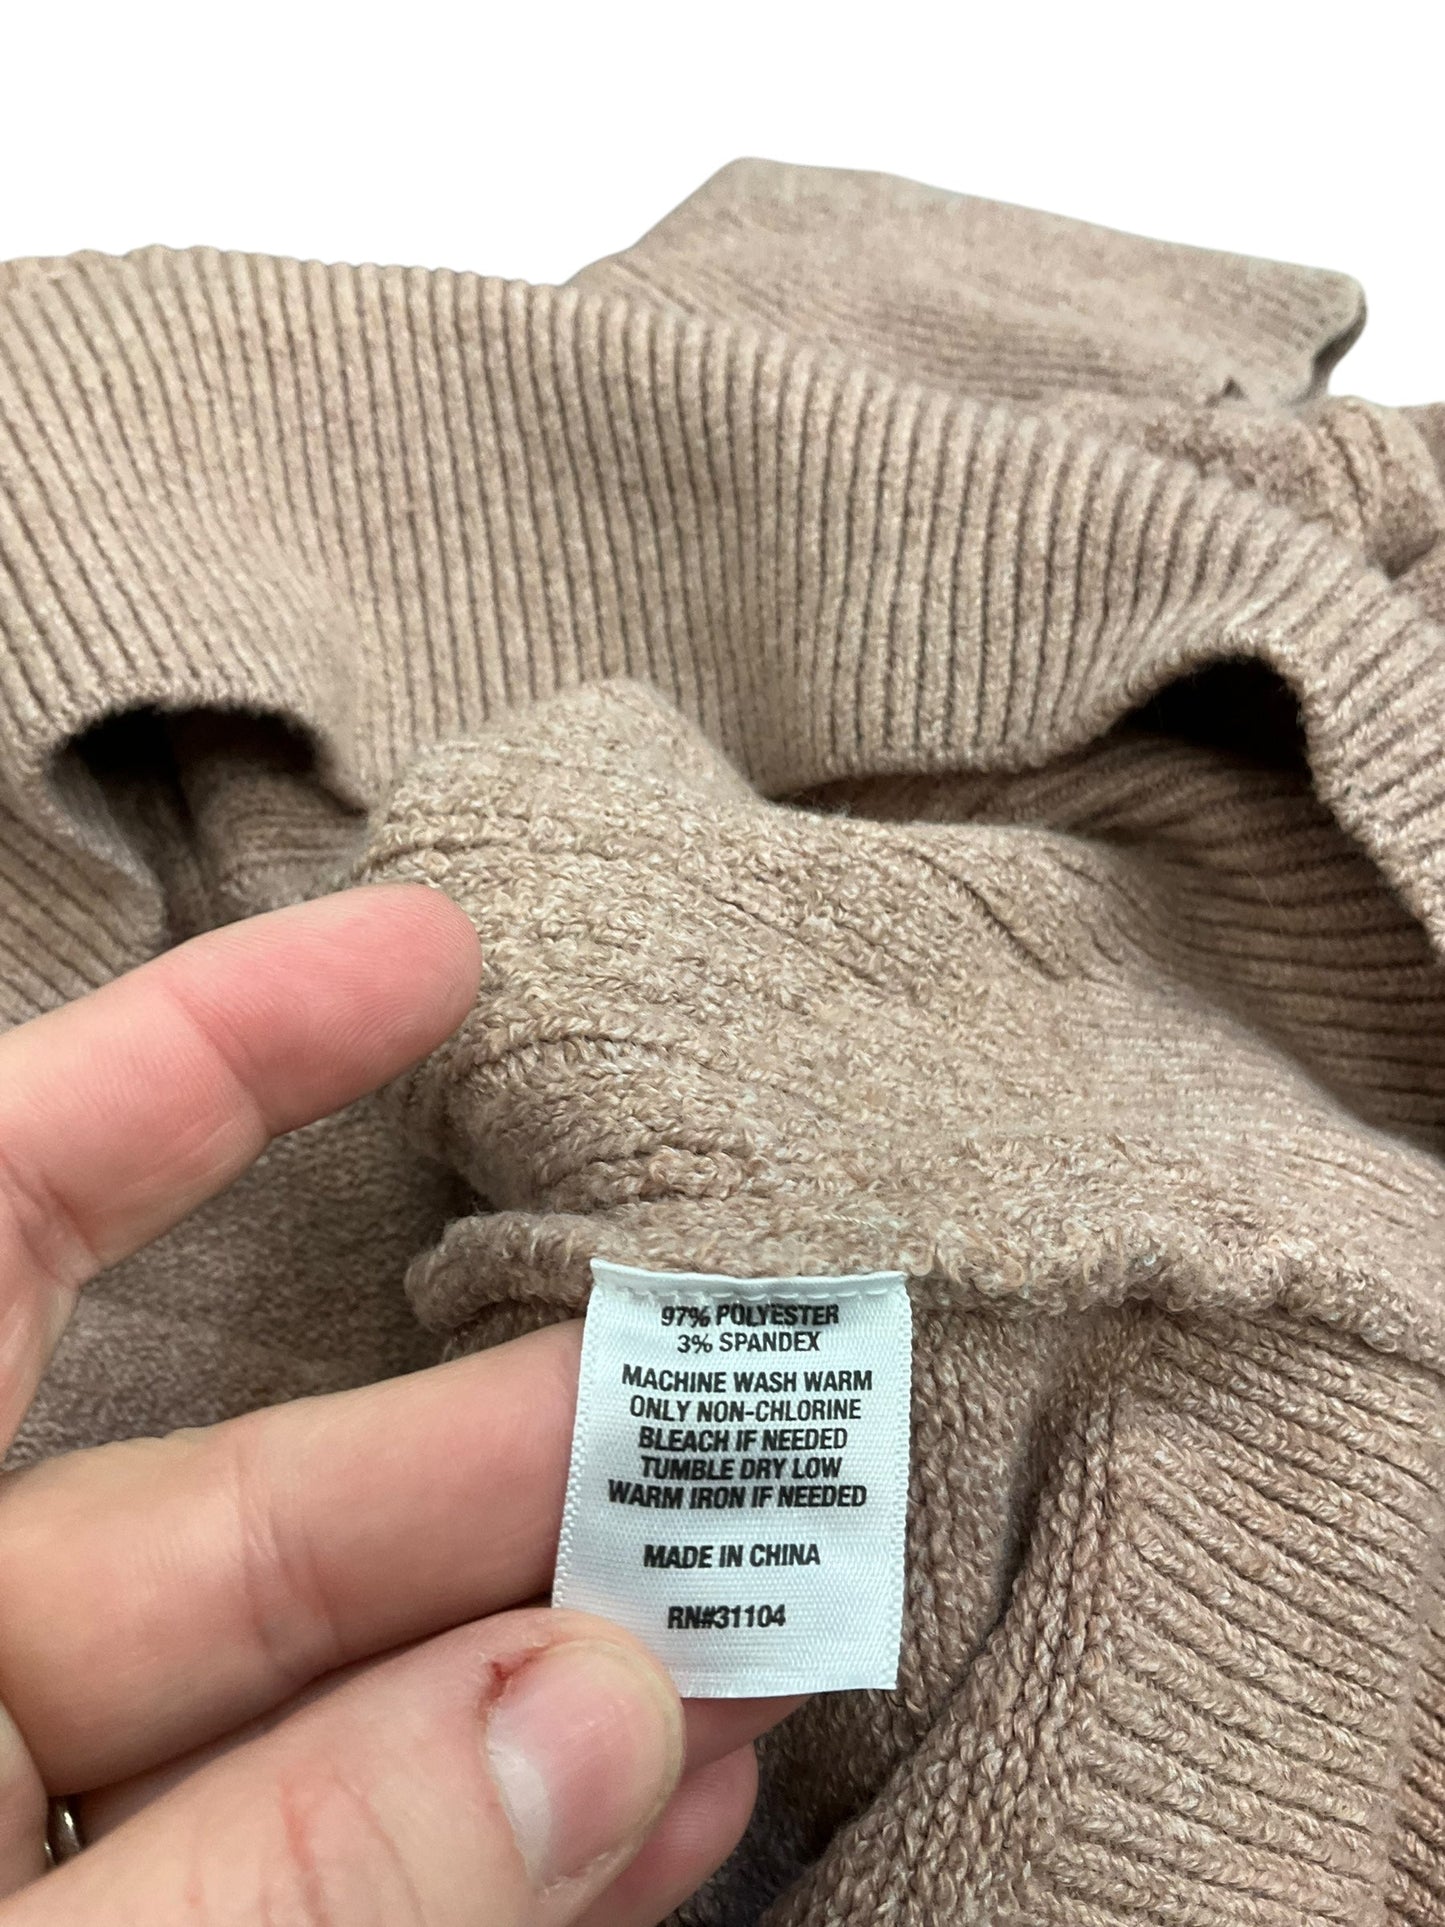 97% POLYESTER
3% SPANDEX
MACHINE WASH WARM
ONLY NON-CHLORINE
BLEACH IF NEEDED
TUMBLE DRY LOW
WARM IRON IF NEEDED
MADE IN CHINA
RN#31104